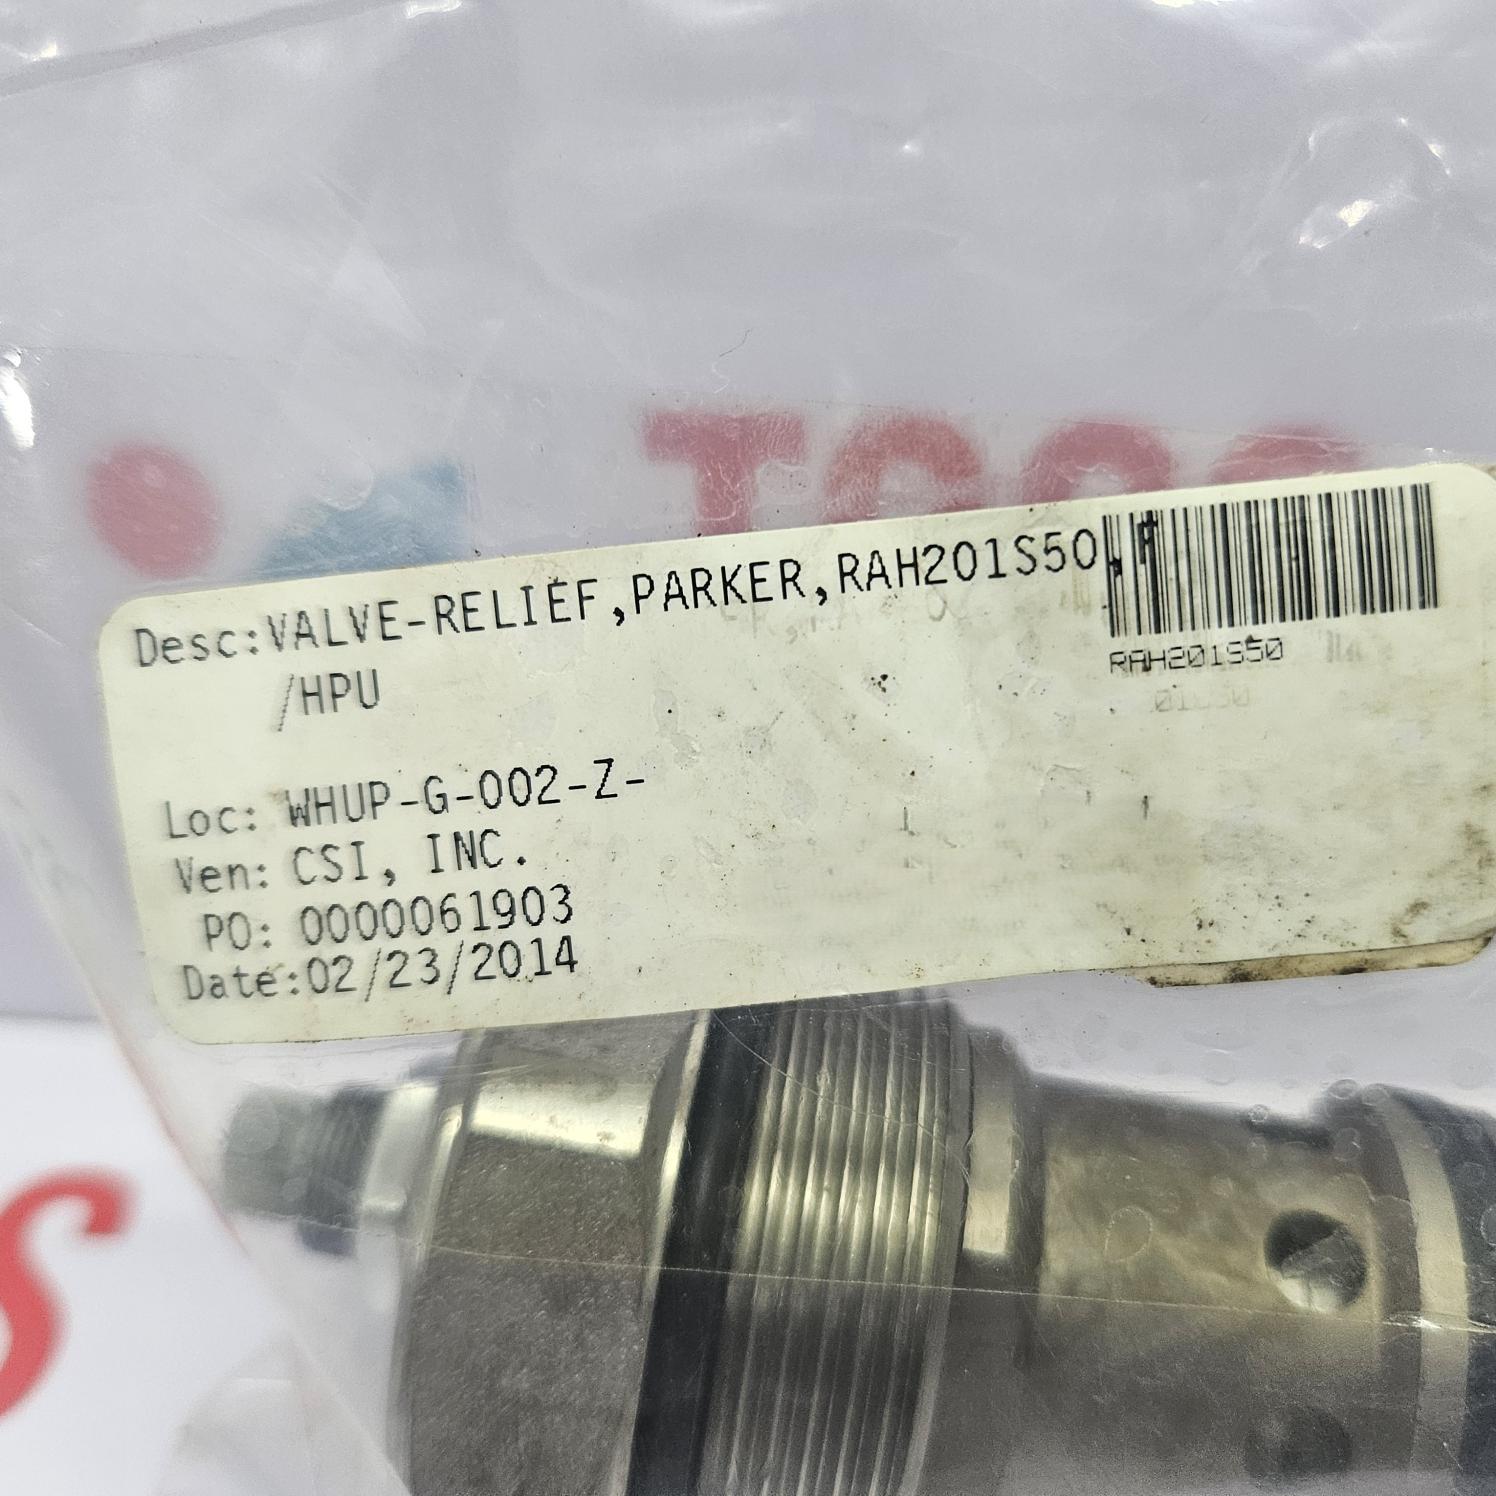 Desc:VALVE-RELIEF,PARKER,RAH201S50,F
/HPU
RAH201S50
Loc: WHUP-G-002-Z-
Ven: CSI, INC.
PO: 0000061903
Date:02/23/2014